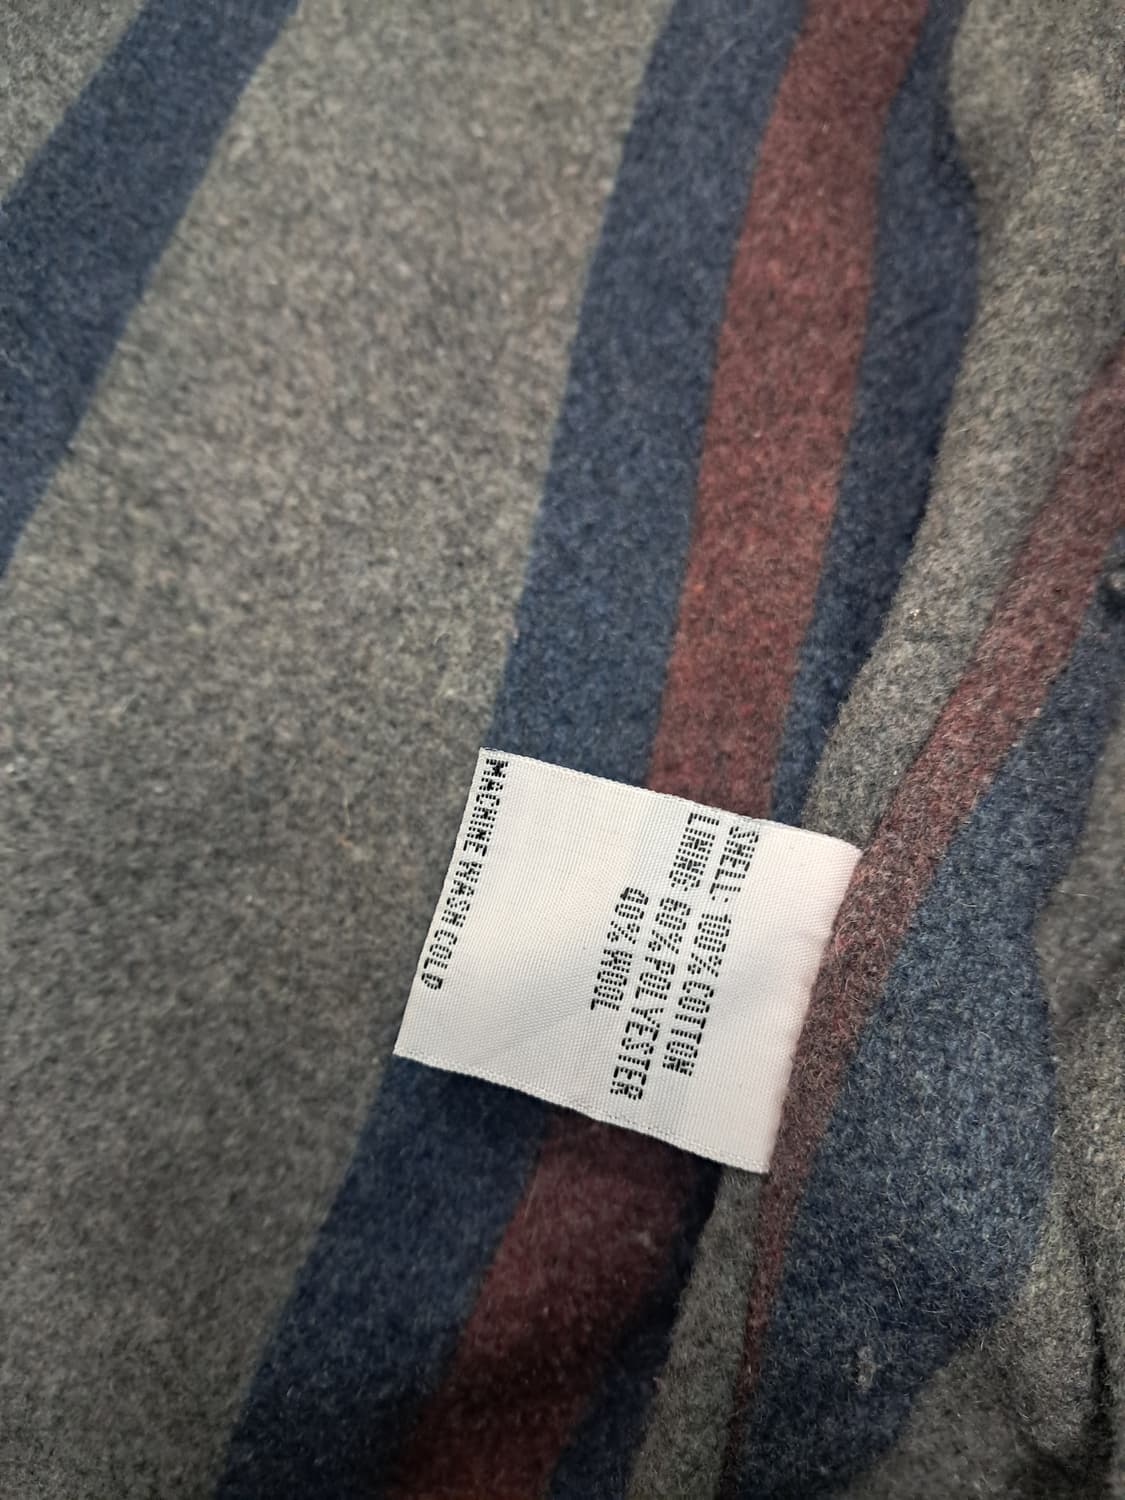 SHELL: 100% COTTON
LINING: 60% POLYESTER
40% WOOL
MACHINE WASH COLD